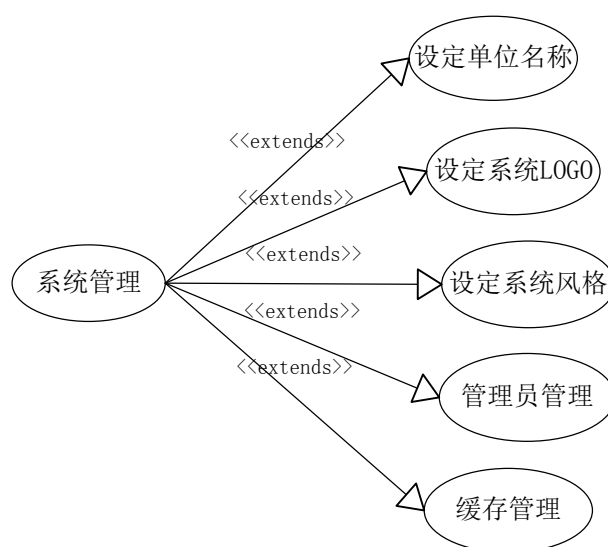 设定单位名称
<<extends>>
设定系统LOGO
<<extends>>
<<extends>>
系统管理
设定系统风格
<<extends>>
<<extends>>
管理员管理
缓存管理